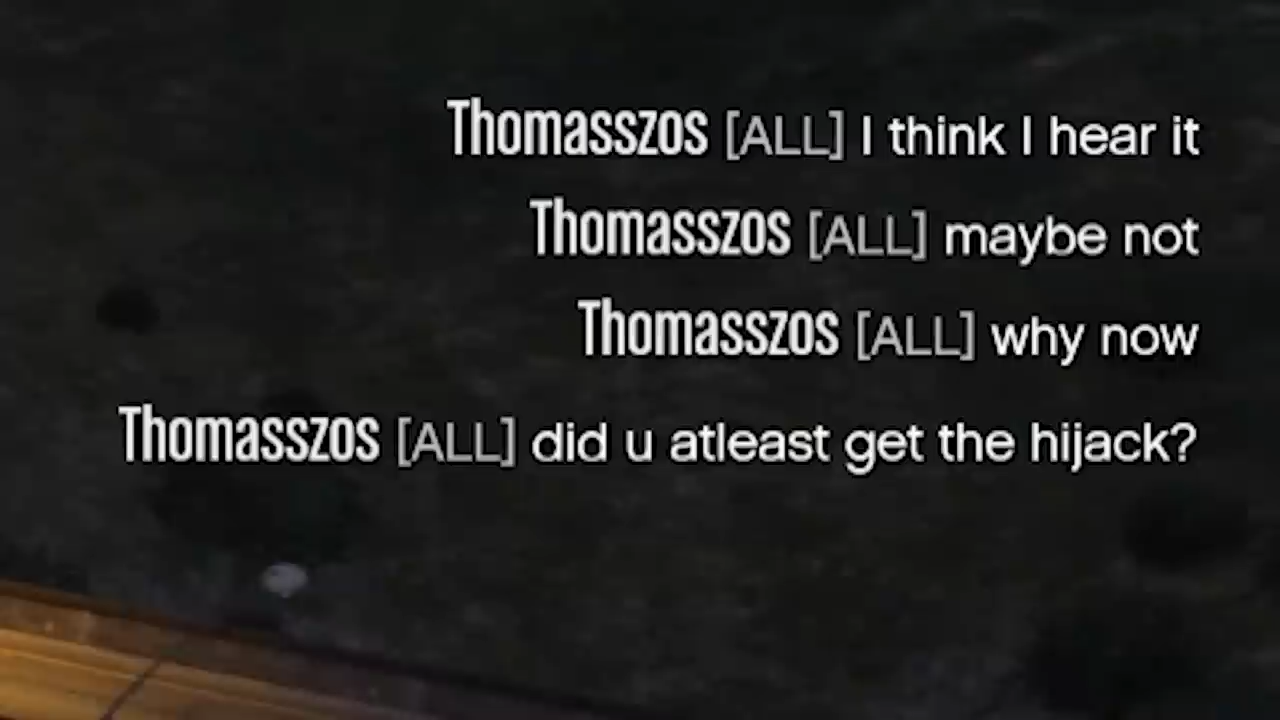 Thomasszos [ALL] I think I hear it
Thomasszos [ALL] maybe not
Thomasszos [ALL] why now
Thomasszos [ALL] did u atleast get the hijack?